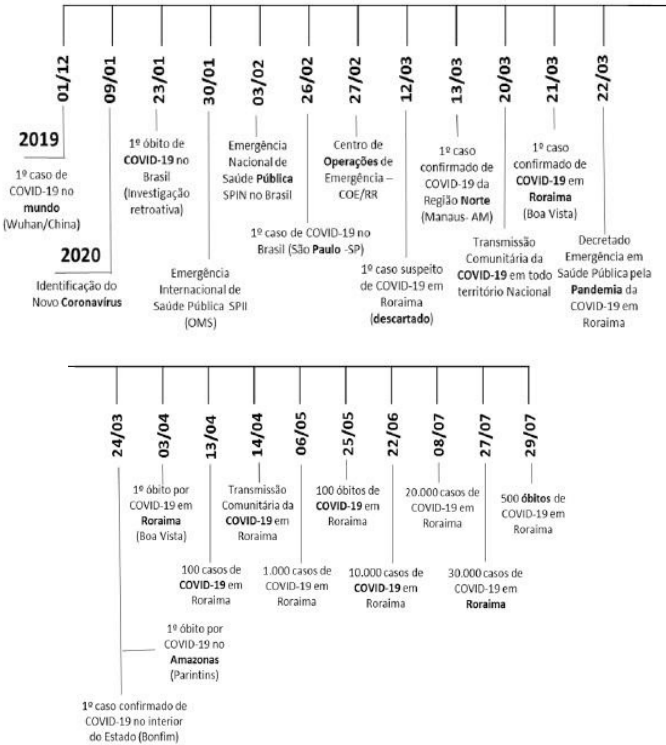 01/12
09/01
23/01
30/01
03/02
26/02
27/02
12/03
13/03
20/03
21/03
22/03
2019
1º caso de
COVID-19 no
mundo
(Wuhan/China)
2020
Identificação do
Novo Coronavírus
1º óbito de
COVID-19 no
Brasil
(Investigação
retroativa)
Emergência
Internacional de
Saúde Pública SPII
(OMS)
Emergência
Nacional de
Saúde Pública
SPIN no Brasil
1º caso de COVID-19 no
Brasil (São Paulo -SP)
Centro de
Operações de
Emergência –
COE/RR
1º caso suspeito
de COVID-19 em
Roraima
(descartado)
1º caso
confirmado de
COVID-19 da
Região Norte
(Manaus- AM)
Transmissão
Comunitária da
COVID-19 em todo
território Nacional
1º caso
confirmado de
COVID-19 em
Roraima
(Boa Vista)
Decretado
Emergência em
Saúde Pública pela
Pandemia da
COVID-19 em
Roraima
24/03
03/04
13/04
14/04
06/05
25/05
22/06
08/07
27/07
29/07
1º óbito por
COVID-19 em
Roraima
(Boa Vista)
100 casos de
COVID-19 em
Roraima
Transmissão
Comunitária da
COVID-19 em
Roraima
1.000 casos de
COVID-19 em
Roraima
100 óbitos de
COVID-19 em
Roraima
10.000 casos de
COVID-19 em
Roraima
20.000 casos de
COVID-19 em
Roraima
30.000 casos de
COVID-19 em
Roraima
500 óbitos de
COVID-19 em
Roraima
1º óbito por
COVID-19 no
Amazonas
(Parintins)
1º caso confirmado de
COVID-19 no interior
do Estado (Bonfim)